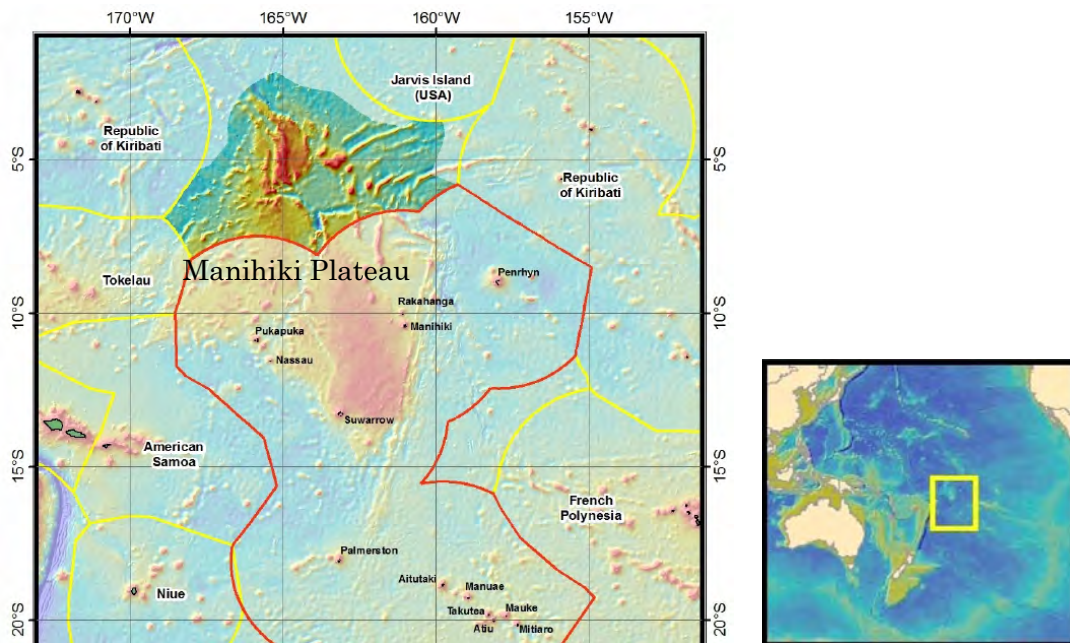 170°W 165°W 160°W 155°W
Jarvis Island
(USA)
Republic
of Kiribati
5°S
5°S
Republic
of Kiribati
Manihiki Plateau
Tokelau
Penrhyn
Rakahanga
10°S
10°S
Manihiki
Pukapuka
Nassau
Suwarrow
American
Samoa
15°S
15°S
French
Polynesia
Palmerston
Aitutaki
Manuae
Niue
Takutea
Mauke
Atiu
Mitiaro
20°S
20°S